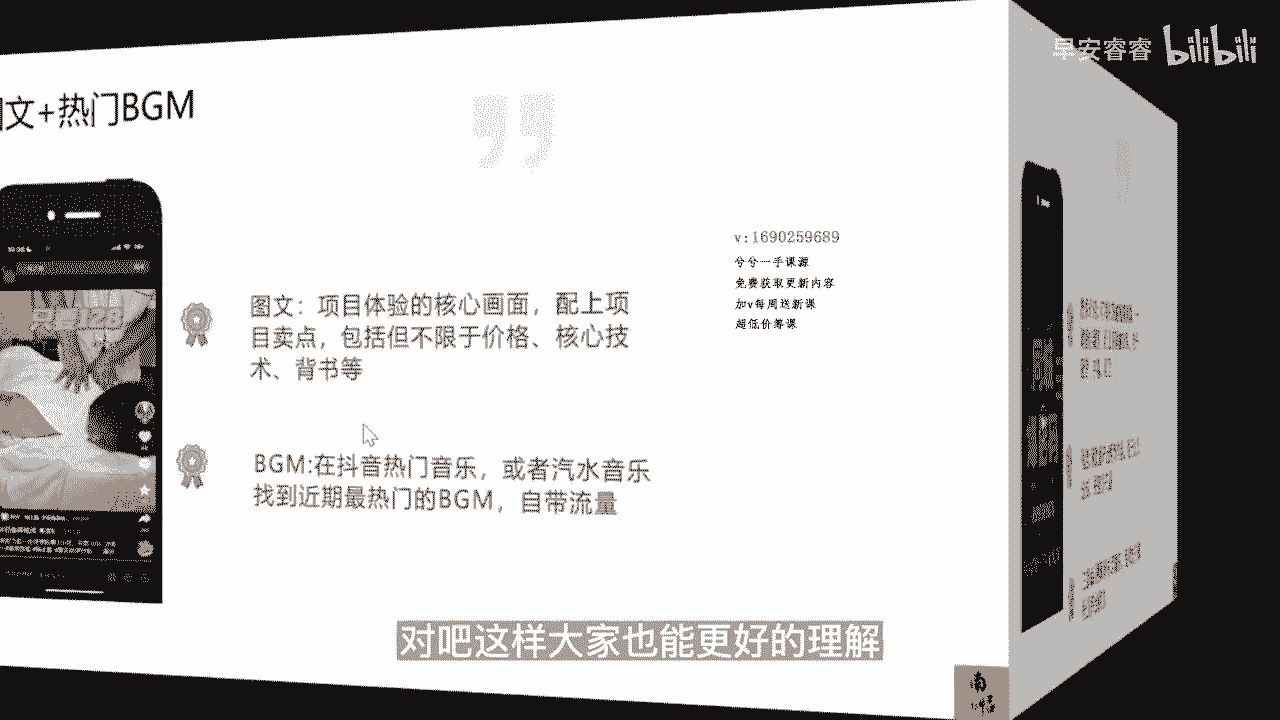 早安睿睿 bilibili
文+热门BGM
只要128
v:1690259689
兮兮一手课源
免费获取更新内容
加v每周送新课
超低价筹课
图文：项目体验的核心画面，配上项
目卖点，包括但不限于价格、核心技
术、背书等
BGM:在抖音热门音乐，或者汽水音乐
找到近期最热门的BGM，自带流量
对吧这样大家也能更好的理解